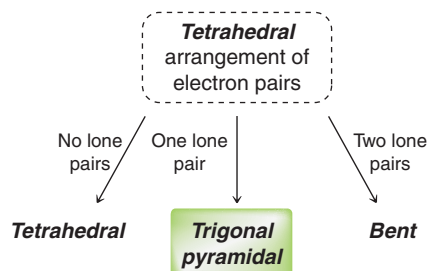 Tetrahedral
arrangement of
electron pairs
No lone
pairs
One lone
pair
Two lone
pairs
Tetrahedral
Trigonal
pyramidal
Bent